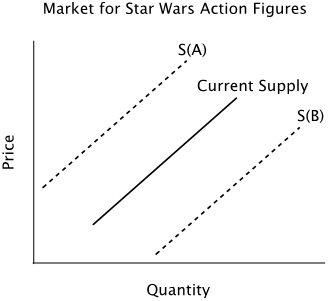 Market for Star Wars Action Figures
S(A)
Current Supply
S(B)
Price
Quantity